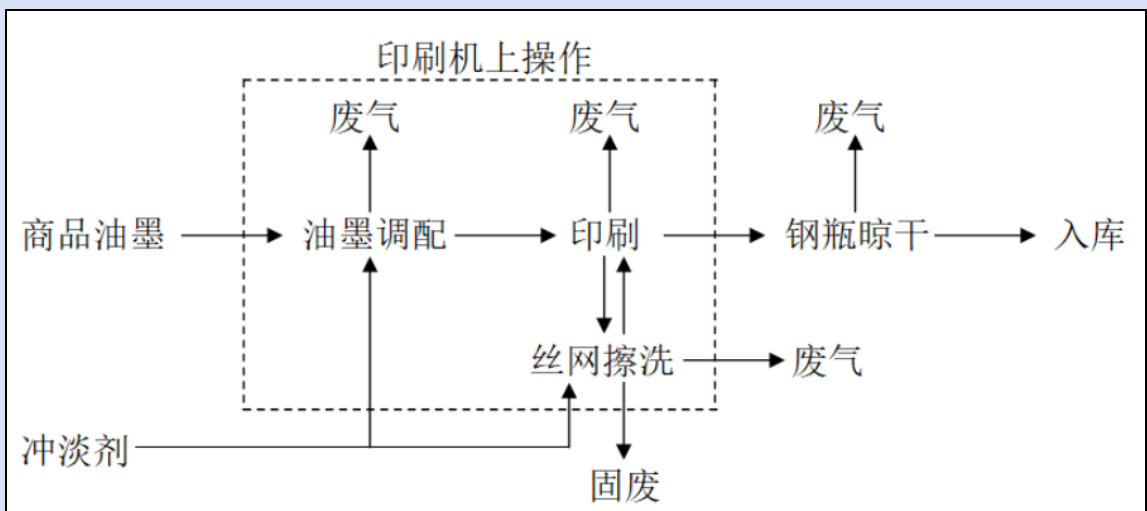 印刷机上操作
废气
废气
废气
商品油墨
油墨调配
印刷
钢瓶晾干
入库
丝网擦洗
废气
冲淡剂
固废